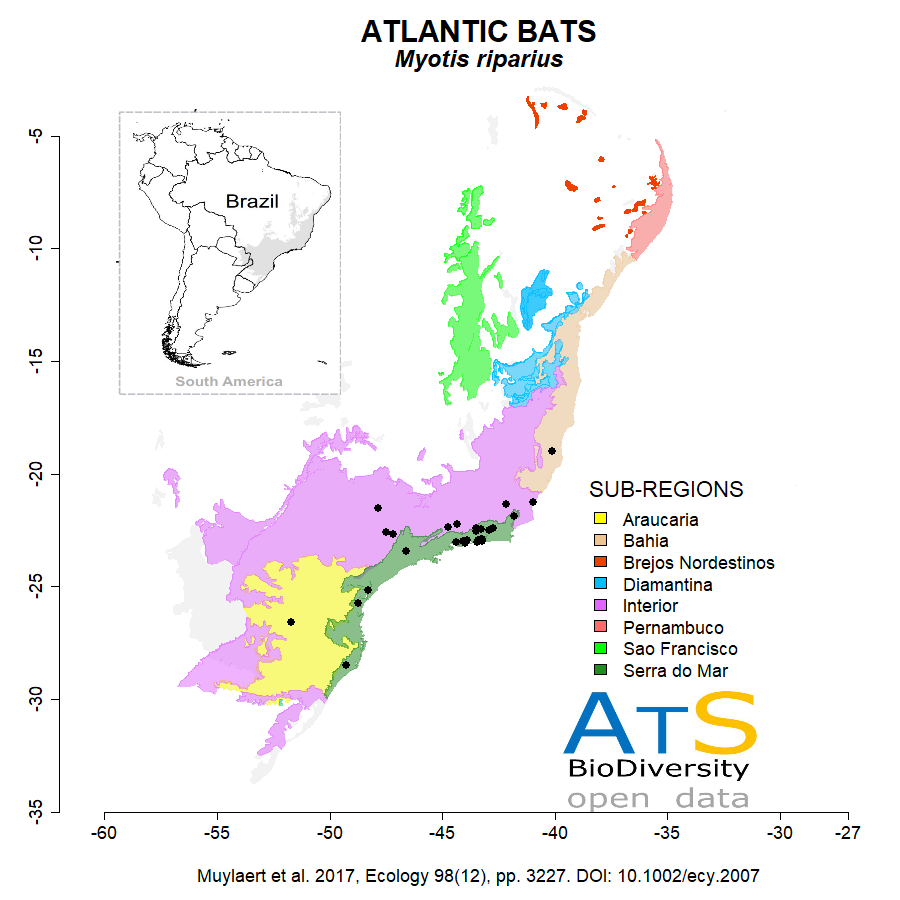 ATLANTIC BATS
Myotis riparius
Brazil
South America
-5
-10
-15
-20
-25
-30
-35
SUB-REGIONS
Araucaria
Bahia
Brejos Nordestinos
Diamantina
Interior
Pernambuco
Sao Francisco
Serra do Mar
ATS
BioDiversity
open data
-60
-55
-50
-45
-40
-35
-30
-27
Muylaert et al. 2017, Ecology 98(12), pp. 3227. DOI: 10.1002/ecy.2007